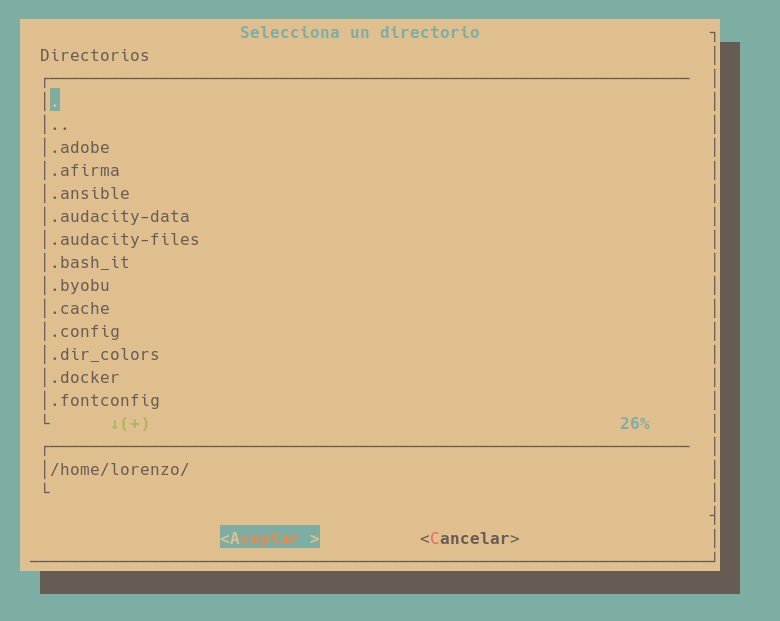 Selecciona un directorio
Directorios
.
..
.adobe
.afirma
.ansible
.audacity-data
.audacity-files
.bash_it
.byobu
.cache
.config
.dir_colors
.docker
.fontconfig
↓(+) 26%
/home/lorenzo/
<Aceptar > <Cancelar>